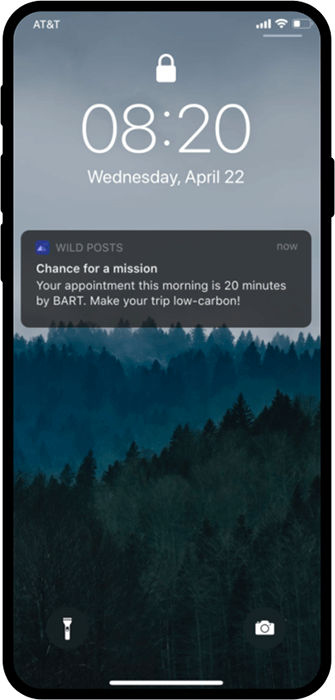 AT&T
08:20
Wednesday, April 22
WILD POSTS now
Chance for a mission
Your appointment this morning is 20 minutes
by BART. Make your trip low-carbon!